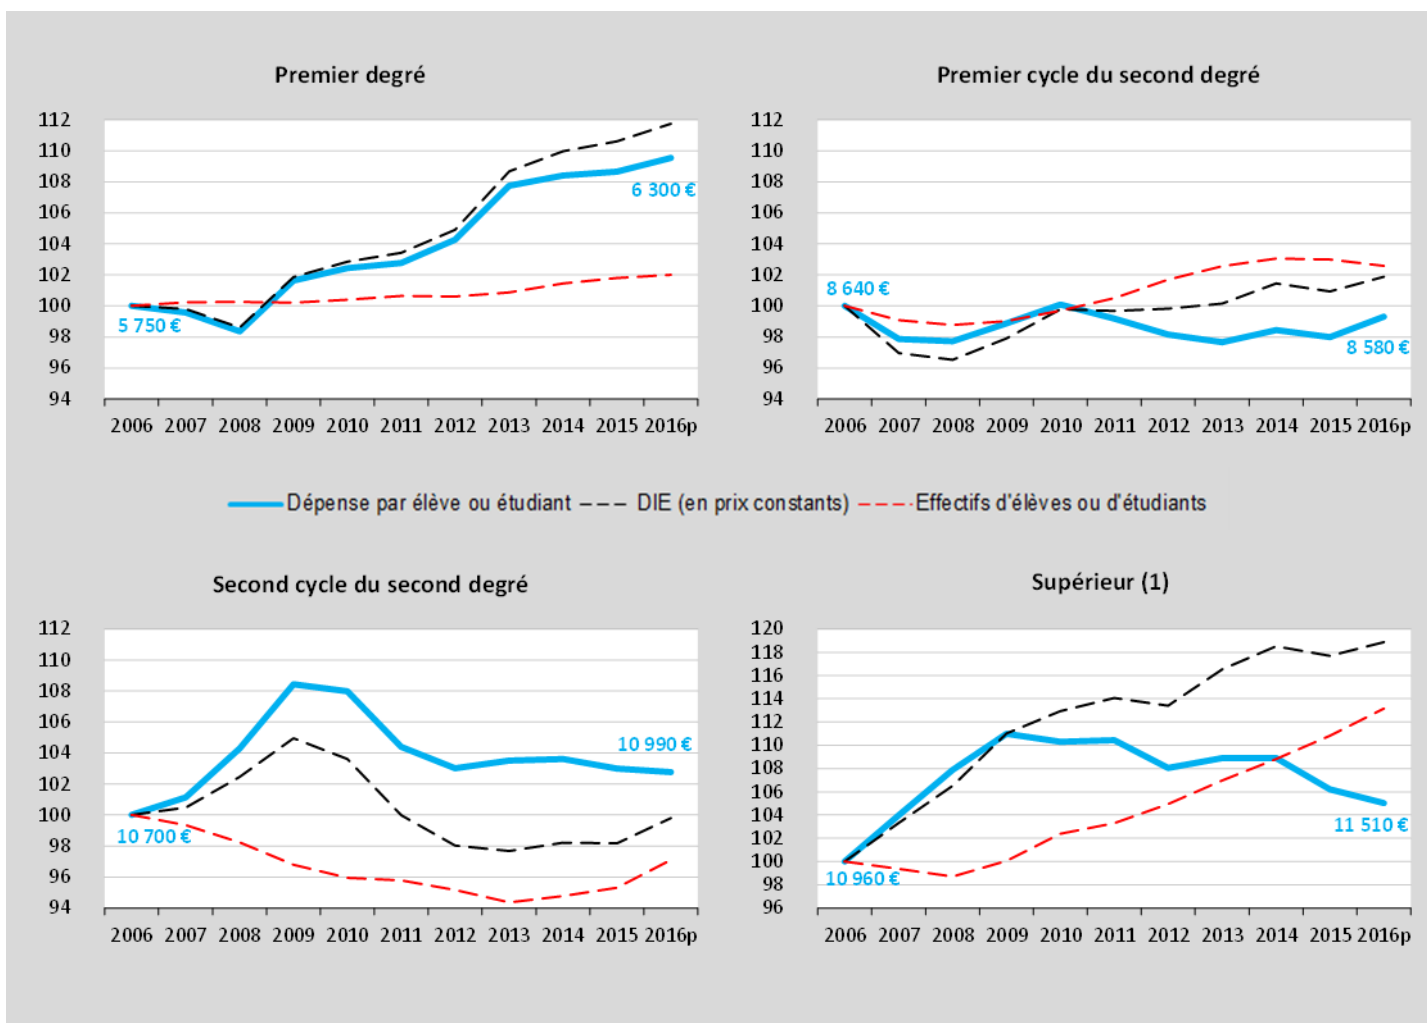 Premier degré
112
110
108
106
104
102
100
98
96
94
6 300 €
5 750 €
2006 2007 2008 2009 2010 2011 2012 2013 2014 2015 2016p
Premier cycle du second degré
112
110
108
106
104
102
100
98
96
94
8 640 €
8 580 €
2006 2007 2008 2009 2010 2011 2012 2013 2014 2015 2016p
Dépense par élève ou étudiant DIE (en prix constants) Effectifs d'élèves ou d'étudiants
Second cycle du second degré
112
110
108
106
104
102
100
98
96
94
10 990 €
10 700 €
2006 2007 2008 2009 2010 2011 2012 2013 2014 2015 2016p
Supérieur (1)
120
118
116
114
112
110
108
106
104
102
100
98
96
11 510 €
10 960 €
2006 2007 2008 2009 2010 2011 2012 2013 2014 2015 2016p